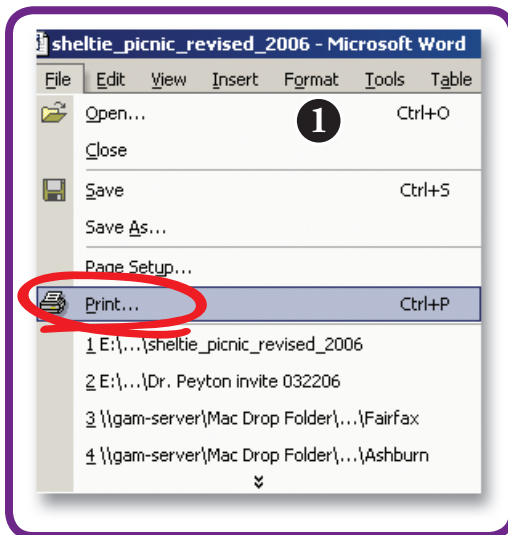 sheltie_picnic_revised_2006 - Microsoft Word
File Edit View Insert Format Tools Table
1
Open... Ctrl+O
Close
Save Ctrl+S
Save As...
Page Setup...
Print... Ctrl+P
1 E:\...\sheltie_picnic_revised_2006
2 E:\...\Dr. Peyton invite 032206
3 \\gam-server\Mac Drop Folder\...\Fairfax
4 \\gam-server\Mac Drop Folder\...\Ashburn